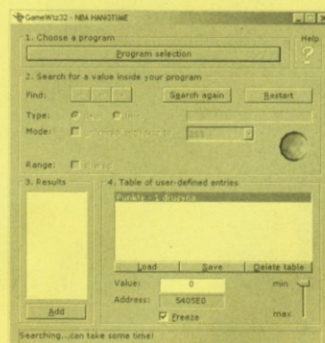 GameWiz32 - NBA HANGTIME
1. Choose a program
Help
Program selection
2. Search for a value inside your program
Find:
Search again
Restart
Type:
Mode:
Range:
3. Results
4. Table of user-defined entries
Punkty - 1 druzyna
Load
Save
Delete table
Value:
0
min
Address:
5405E0
Add
Freeze
max
Searching...can take some time!